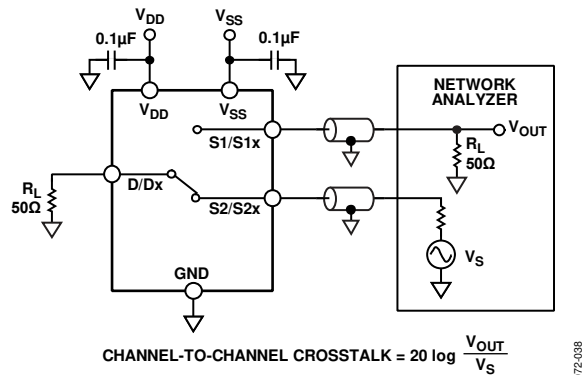 V_DD
V_SS
0.1µF
0.1µF
V_DD
V_SS
NETWORK
ANALYZER
S1/S1x
V_OUT
R_L
50Ω
D/Dx
R_L
50Ω
S2/S2x
V_S
GND
CHANNEL-TO-CHANNEL CROSSTALK = 20 log V_OUT / V_S
72-038